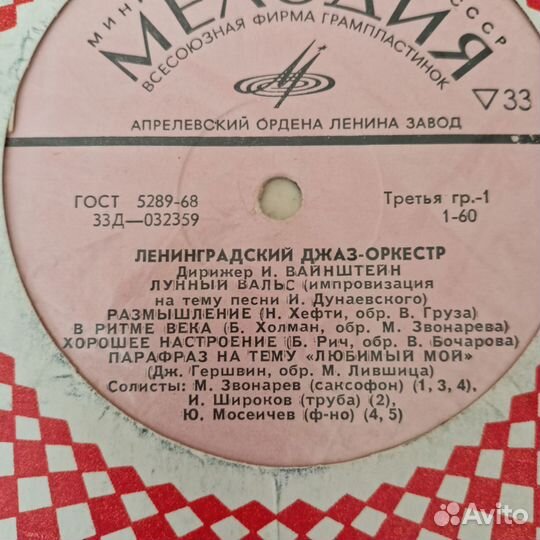 МИН СССР
МЕЛОДИЯ
ВСЕСОЮЗНАЯ ФИРМА ГРАМПЛАСТИНОК
▽33
АПРЕЛЕВСКИЙ ОРДЕНА ЛЕНИНА ЗАВОД
ГОСТ 5289-68 Третья гр.-1
33Д—032359 1-60
ЛЕНИНГРАДСКИЙ ДЖАЗ-ОРКЕСТР
Дирижер И. ВАЙНШТЕЙН
ЛУННЫЙ ВАЛЬС (импровизация
на тему песни И. Дунаевского)
РАЗМЫШЛЕНИЕ (Н. Хефти, обр. В. Груза)
В РИТМЕ ВЕКА (Б. Холман, обр. М. Звонарева)
ХОРОШЕЕ НАСТРОЕНИЕ (Б. Рич, обр. В. Бочарова)
ПАРАФРАЗ НА ТЕМУ «ЛЮБИМЫЙ МОЙ»
(Дж. Гершвин, обр. М. Лившица)
Солисты: М. Звонарев (саксофон) (1, 3, 4),
И. Широков (труба) (2),
Ю. Мосеичев (ф-но) (4, 5)
Avito